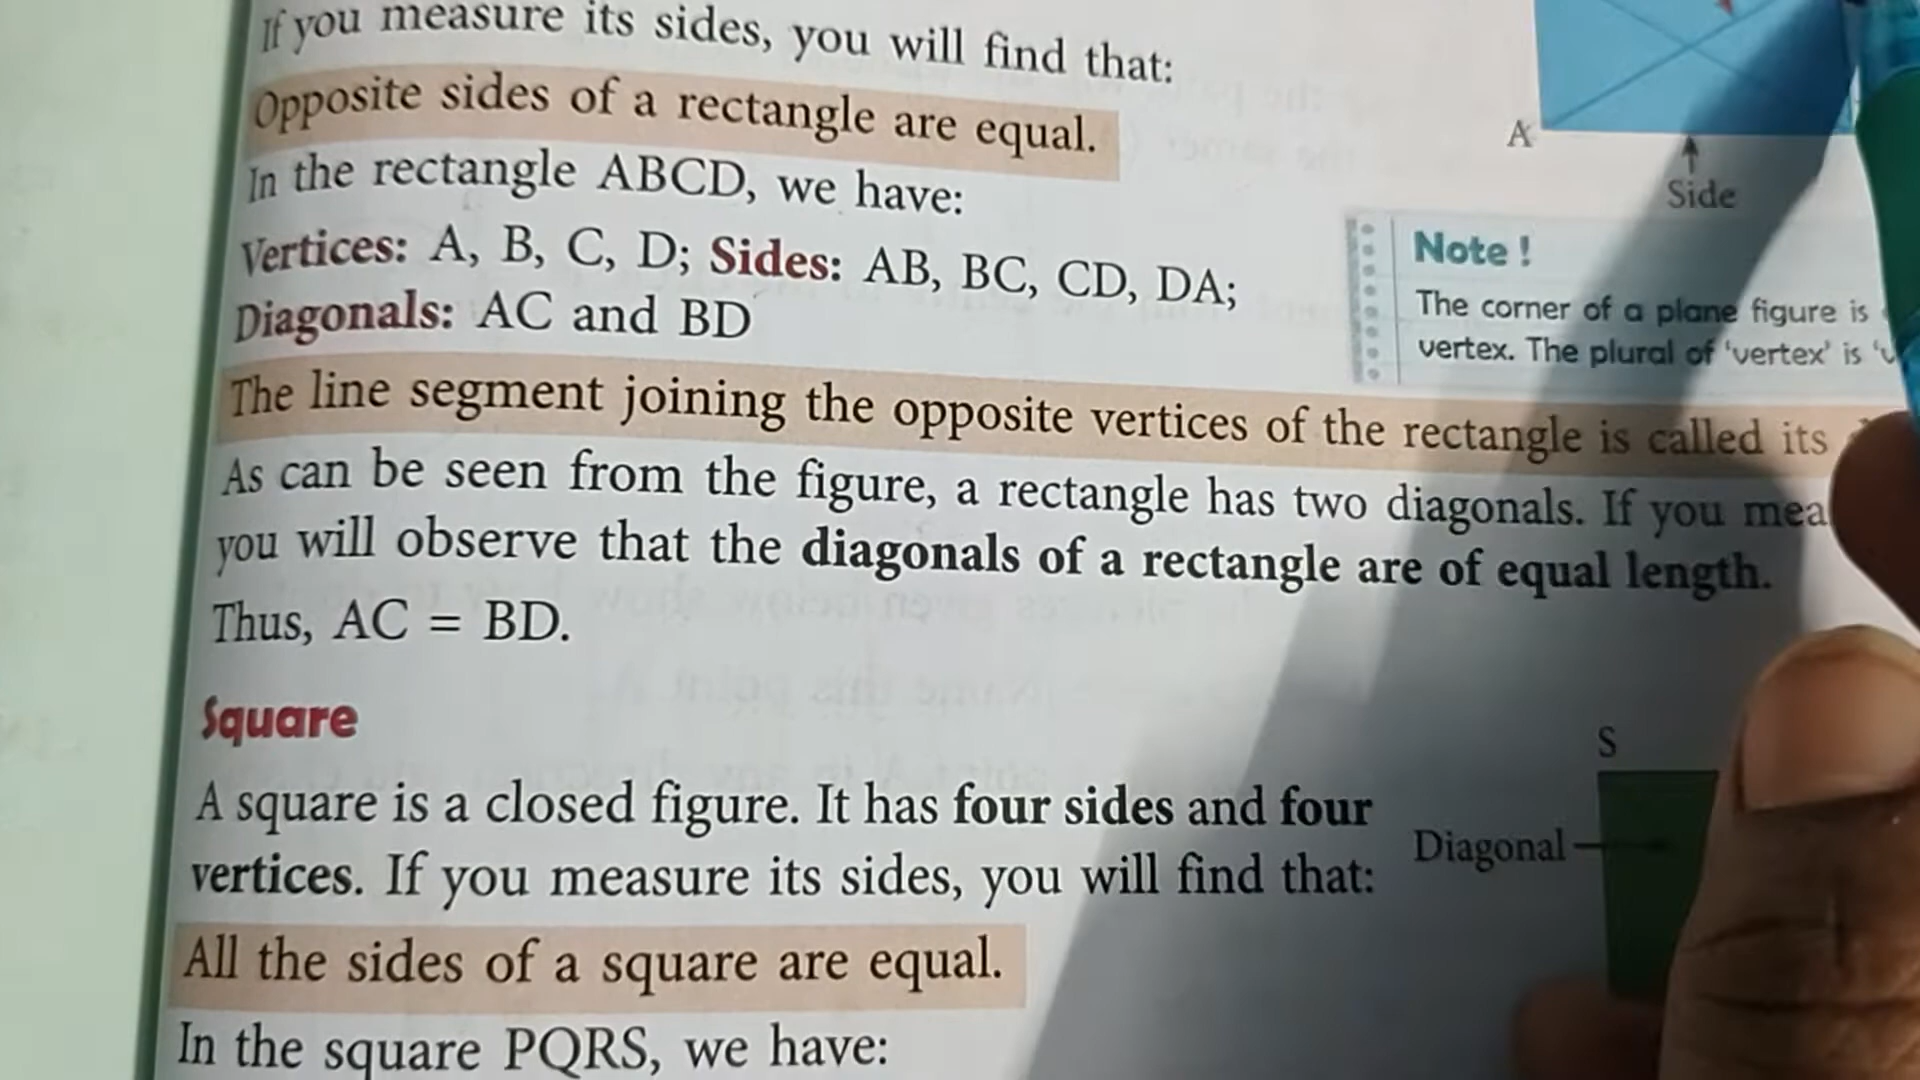 If you measure its sides, you will find that:
Opposite sides of a rectangle are equal.
In the rectangle ABCD, we have:
Vertices: A, B, C, D; Sides: AB, BC, CD, DA;
Diagonals: AC and BD
A
Side
Note !
The corner of a plane figure is
vertex. The plural of ‘vertex’ is
The line segment joining the opposite vertices of the rectangle is called its
As can be seen from the figure, a rectangle has two diagonals. If you
you will observe that the diagonals of a rectangle are of equal length.
Thus, AC = BD.
Square
A square is a closed figure. It has four sides and four
vertices. If you measure its sides, you will find that:
All the sides of a square are equal.
In the square PQRS, we have:
S
Diagonal